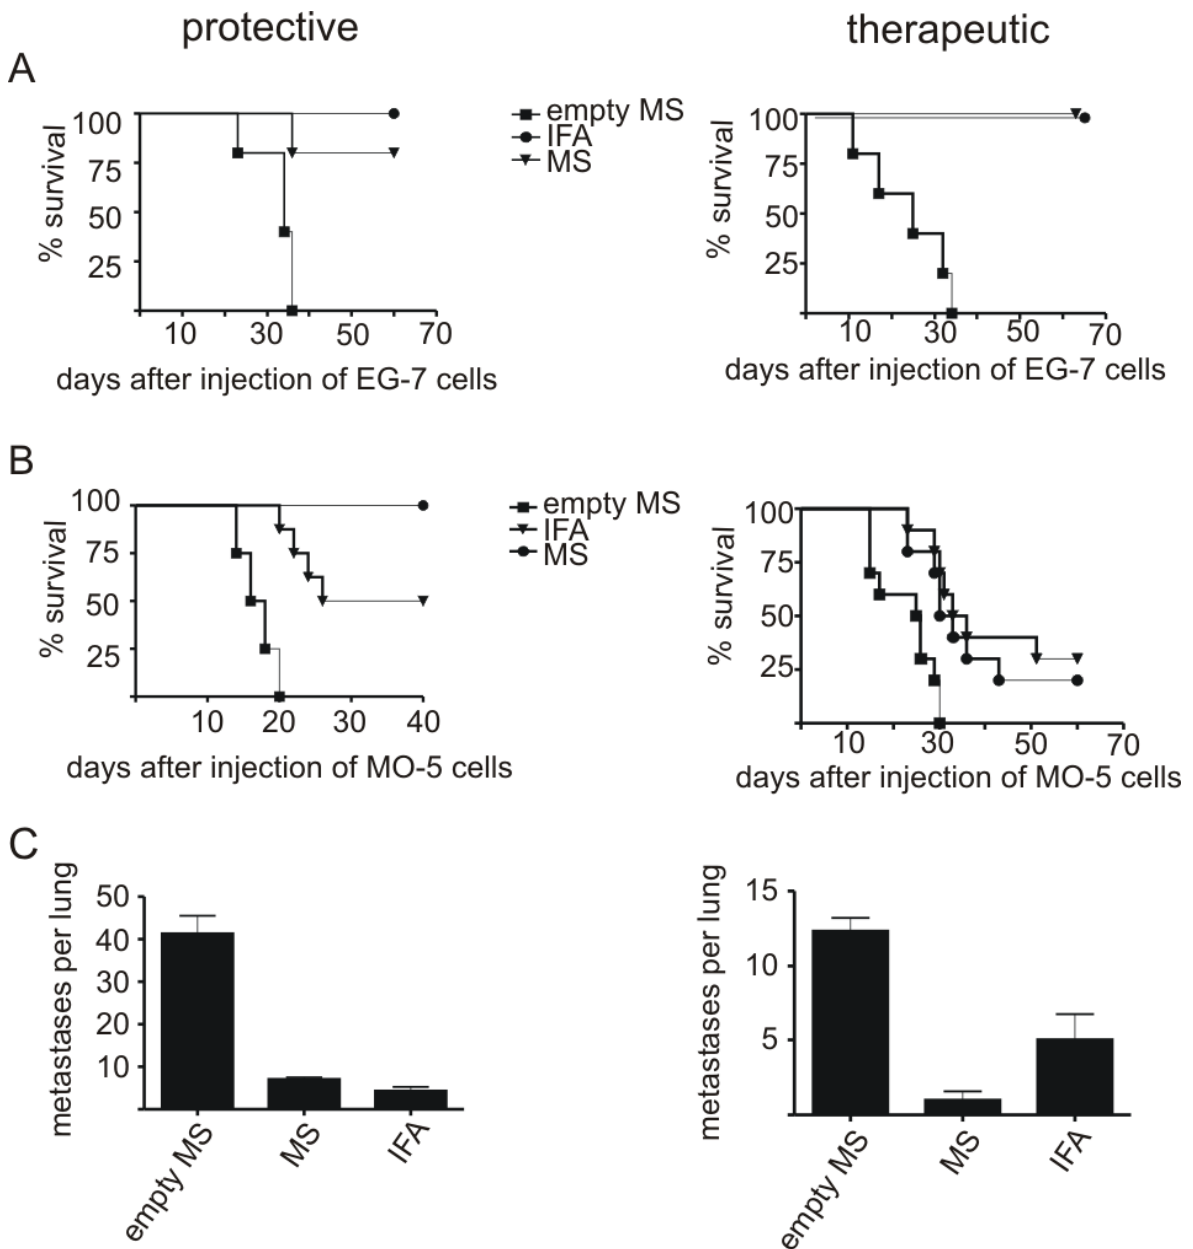 protective
therapeutic
A
% survival
100
75
50
25
10
30
50
70
days after injection of EG-7 cells
empty MS
IFA
MS
% survival
100
75
50
25
10
30
50
70
days after injection of EG-7 cells
B
% survival
100
75
50
25
10
20
30
40
days after injection of MO-5 cells
empty MS
IFA
MS
% survival
100
75
50
25
10
30
50
70
days after injection of MO-5 cells
C
metastases per lung
50
40
30
20
10
empty MS
MS
IFA
metastases per lung
15
10
5
empty MS
MS
IFA